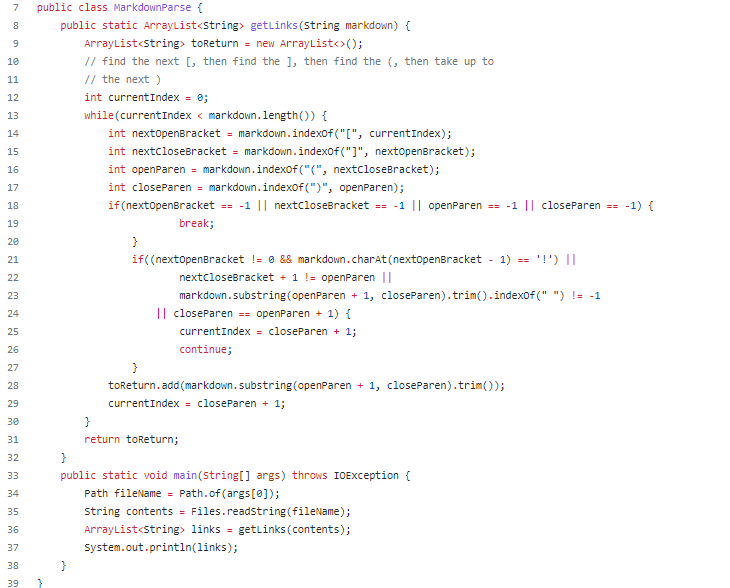 7 public class MarkdownParse {
8     public static ArrayList<String> getLinks(String markdown) {
9         ArrayList<String> toReturn = new ArrayList<>();
10         // find the next [, then find the ], then find the (, then take up to
11         // the next )
12         int currentIndex = 0;
13         while(currentIndex < markdown.length()) {
14             int nextOpenBracket = markdown.indexOf("[", currentIndex);
15             int nextCloseBracket = markdown.indexOf("]", nextOpenBracket);
16             int openParen = markdown.indexOf("(", nextCloseBracket);
17             int closeParen = markdown.indexOf(")", openParen);
18             if(nextOpenBracket == -1 || nextCloseBracket == -1 || openParen == -1 || closeParen == -1) {
19                         break;
20                 }
21                 if((nextOpenBracket != 0 && markdown.charAt(nextOpenBracket - 1) == '!') ||
22                         nextCloseBracket + 1 != openParen ||
23                         markdown.substring(openParen + 1, closeParen).trim().indexOf(" ") != -1
24                     || closeParen == openParen + 1) {
25                         currentIndex = closeParen + 1;
26                         continue;
27                 }
28             toReturn.add(markdown.substring(openParen + 1, closeParen).trim());
29             currentIndex = closeParen + 1;
30         }
31         return toReturn;
32     }
33     public static void main(String[] args) throws IOException {
34         Path fileName = Path.of(args[0]);
35         String contents = Files.readString(fileName);
36         ArrayList<String> links = getLinks(contents);
37         System.out.println(links);
38     }
39 }